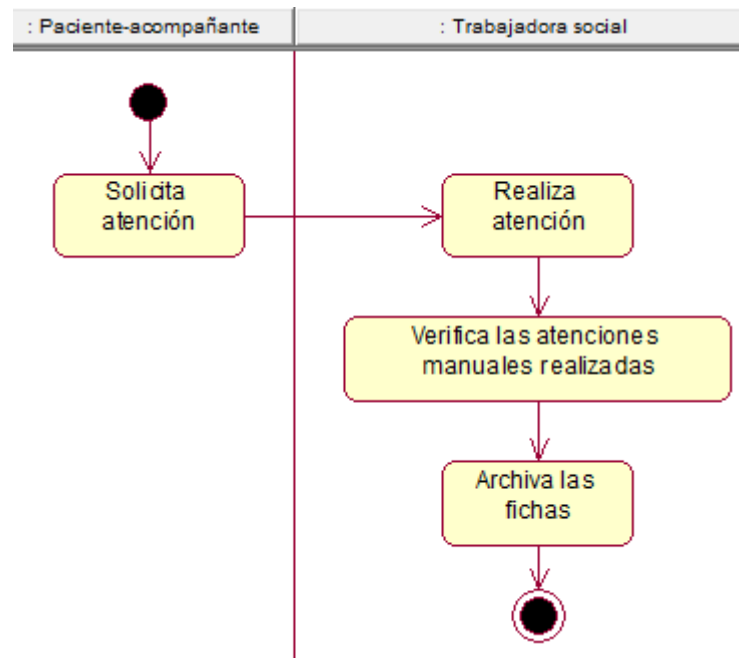 : Paciente-acompañante
: Trabajadora social
Solicita
atención
Realiza
atención
Verifica las atenciones
manuales realizadas
Archiva las
fichas